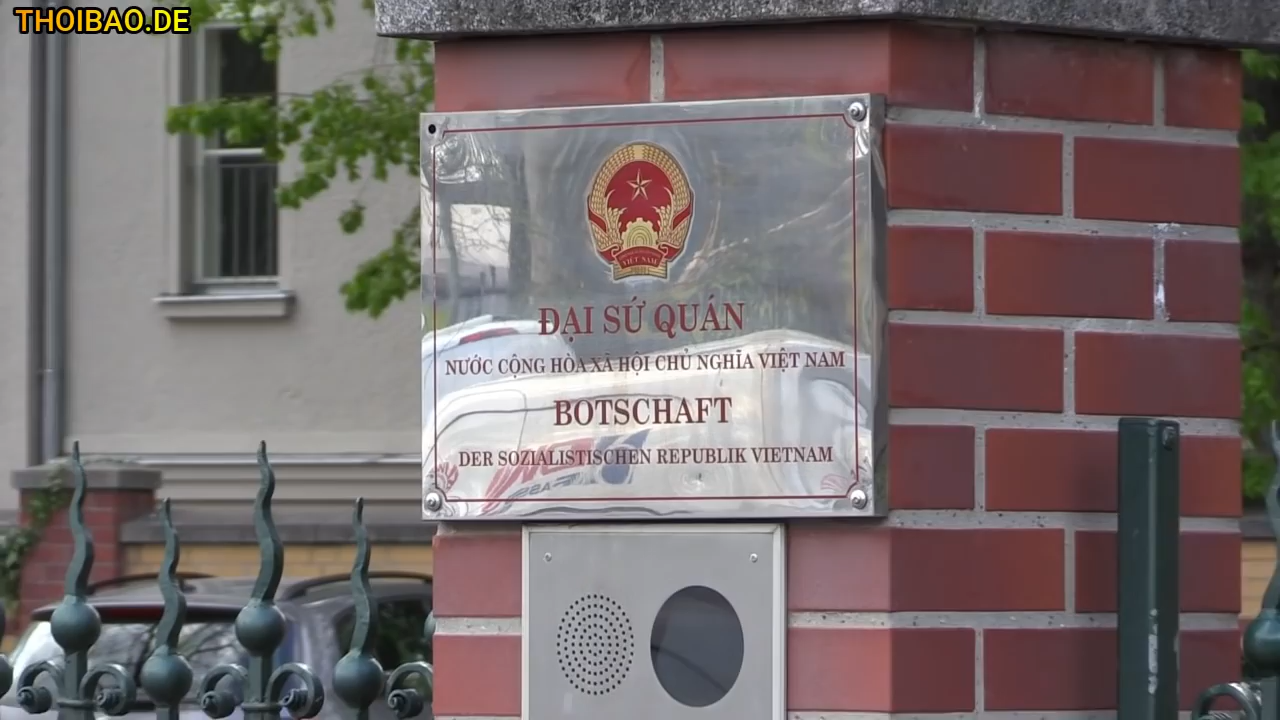 THOIBAO.DE
VIỆT NAM
ĐẠI SỨ QUÁN
NƯỚC CỘNG HÒA XÃ HỘI CHỦ NGHĨA VIỆT NAM
BOTSCHAFT
DER SOZIALISTISCHEN REPUBLIK VIETNAM